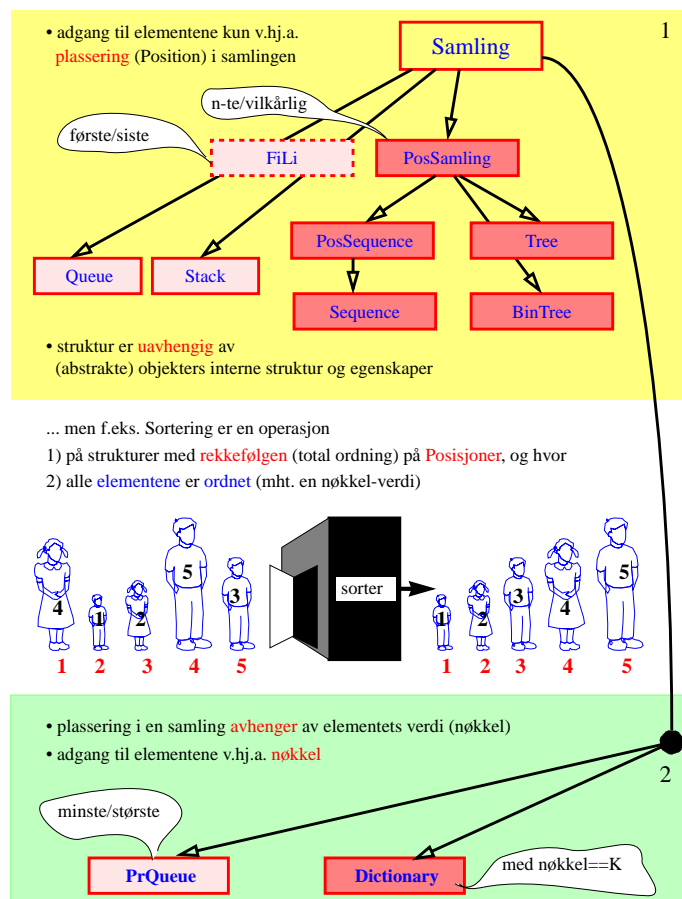 • adgang til elementene kun v.hj.a.
plassering (Position) i samlingen
Samling
1
n-te/vilkårlig
første/siste
FiLi
PosSamling
PosSequence
Tree
Queue
Stack
Sequence
BinTree
• struktur er uavhengig av
(abstrakte) objekters interne struktur og egenskaper
... men f.eks. Sortering er en operasjon
1) på strukturer med rekkefølgen (total ordning) på Posisjoner, og hvor
2) alle elementene er ordnet (mht. en nøkkel-verdi)
4 1 2 5 3
sorter
1 2 3 4 5
1 2 3 4 5
1 2 3 4 5
• plassering i en samling avhenger av elementets verdi (nøkkel)
• adgang til elementene v.hj.a. nøkkel
2
minste/største
PrQueue
Dictionary
med nøkkel==K